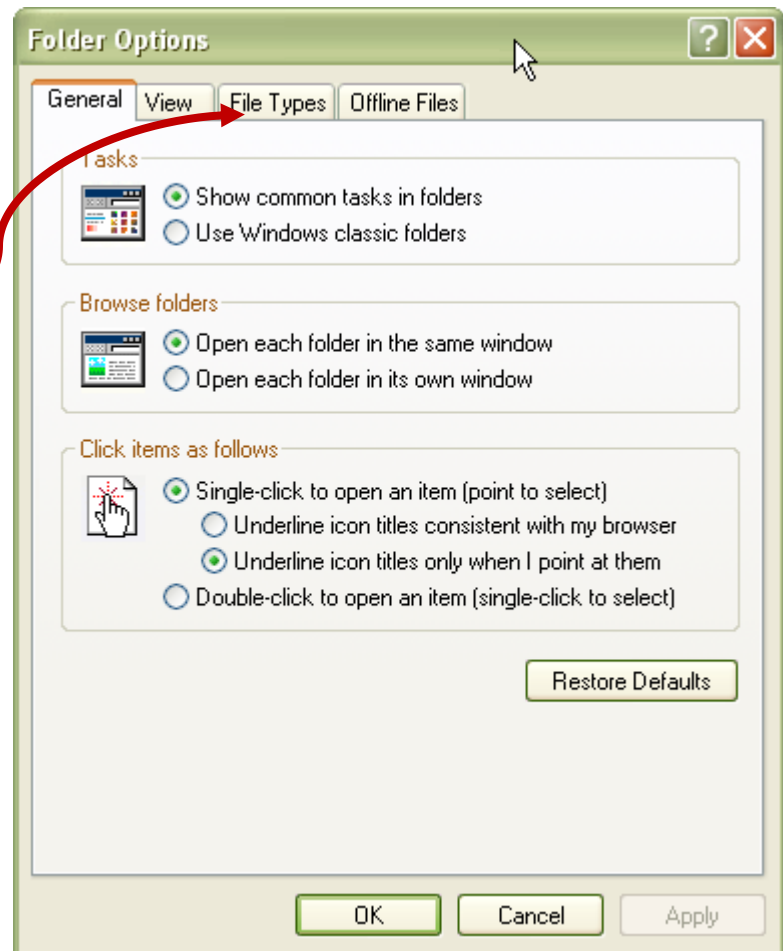 Folder Options
General View File Types Offline Files
Tasks
Show common tasks in folders
Use Windows classic folders
Browse folders
Open each folder in the same window
Open each folder in its own window
Click items as follows
Single-click to open an item (point to select)
Underline icon titles consistent with my browser
Underline icon titles only when I point at them
Double-click to open an item (single-click to select)
Restore Defaults
OK Cancel Apply